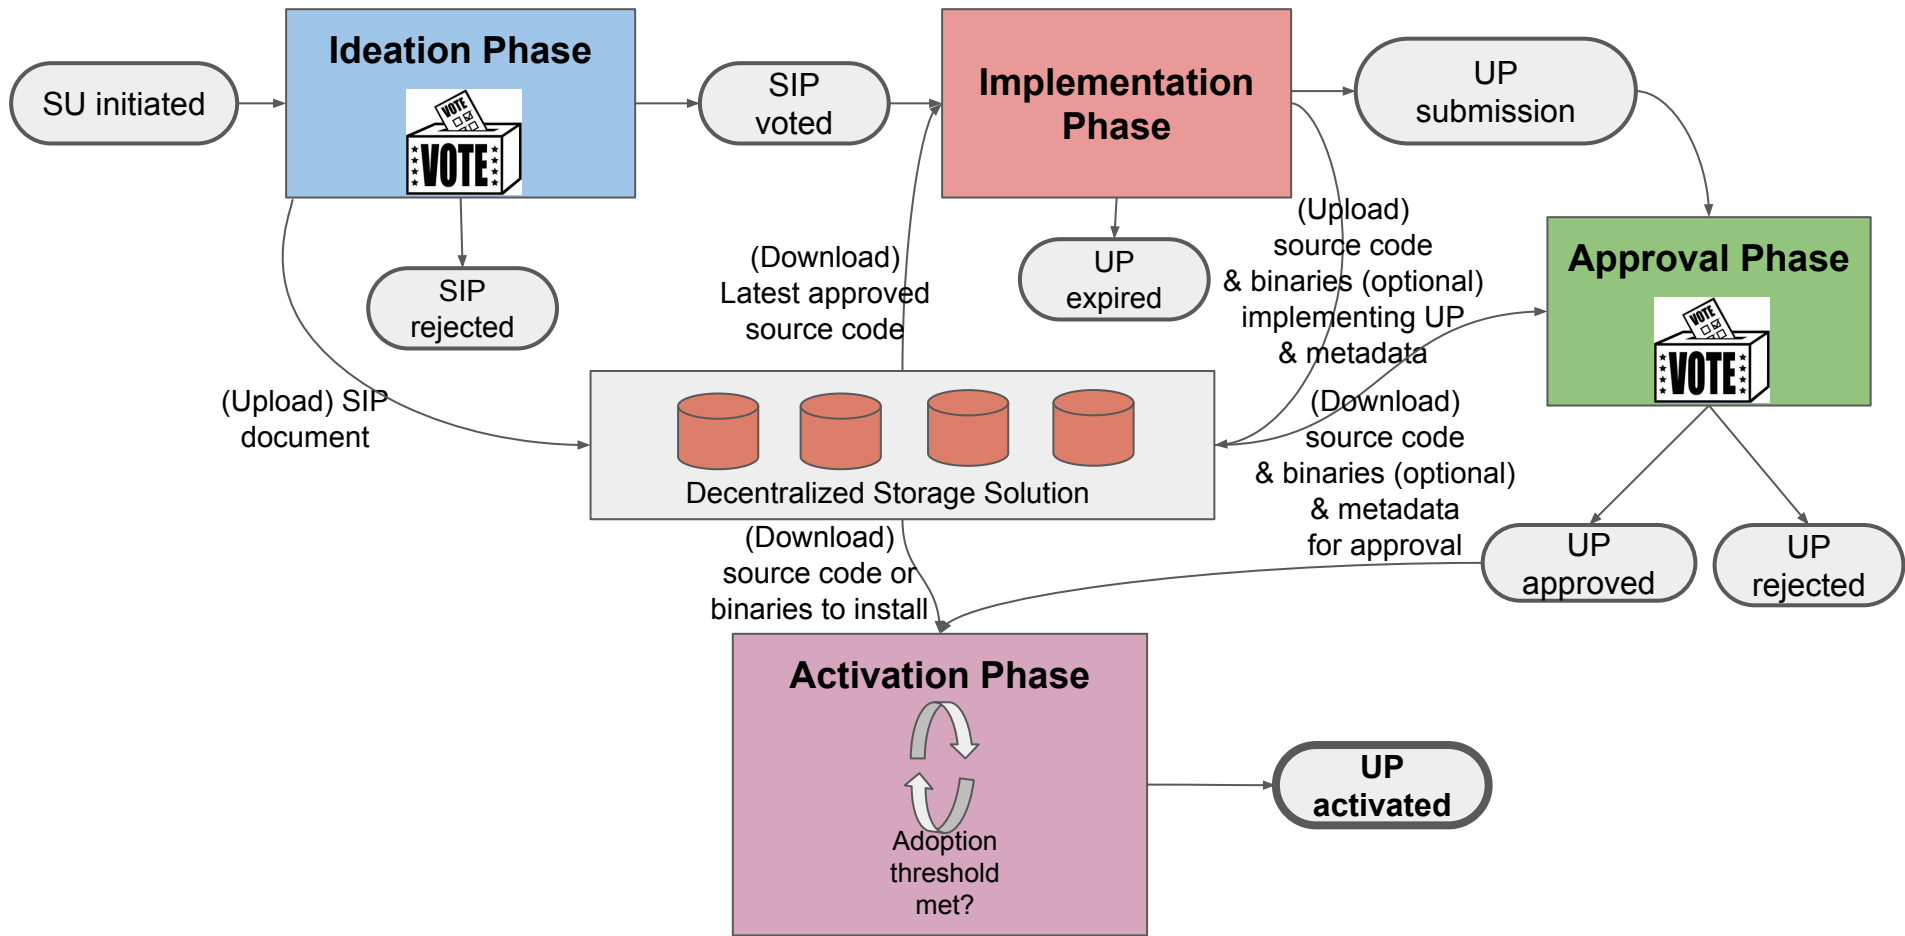 SU initiated
Ideation Phase
VOTE
VOTE
SIP
voted
Implementation
Phase
UP
submission
SIP
rejected
(Download)
Latest approved
source code
UP
expired
(Upload)
source code
& binaries (optional)
implementing UP
& metadata
Approval Phase
VOTE
VOTE
(Upload) SIP
document
Decentralized Storage Solution
(Download)
source code
& binaries (optional)
& metadata
for approval
(Download)
source code or
binaries to install
UP
approved
UP
rejected
Activation Phase
Adoption
threshold
met?
UP
activated